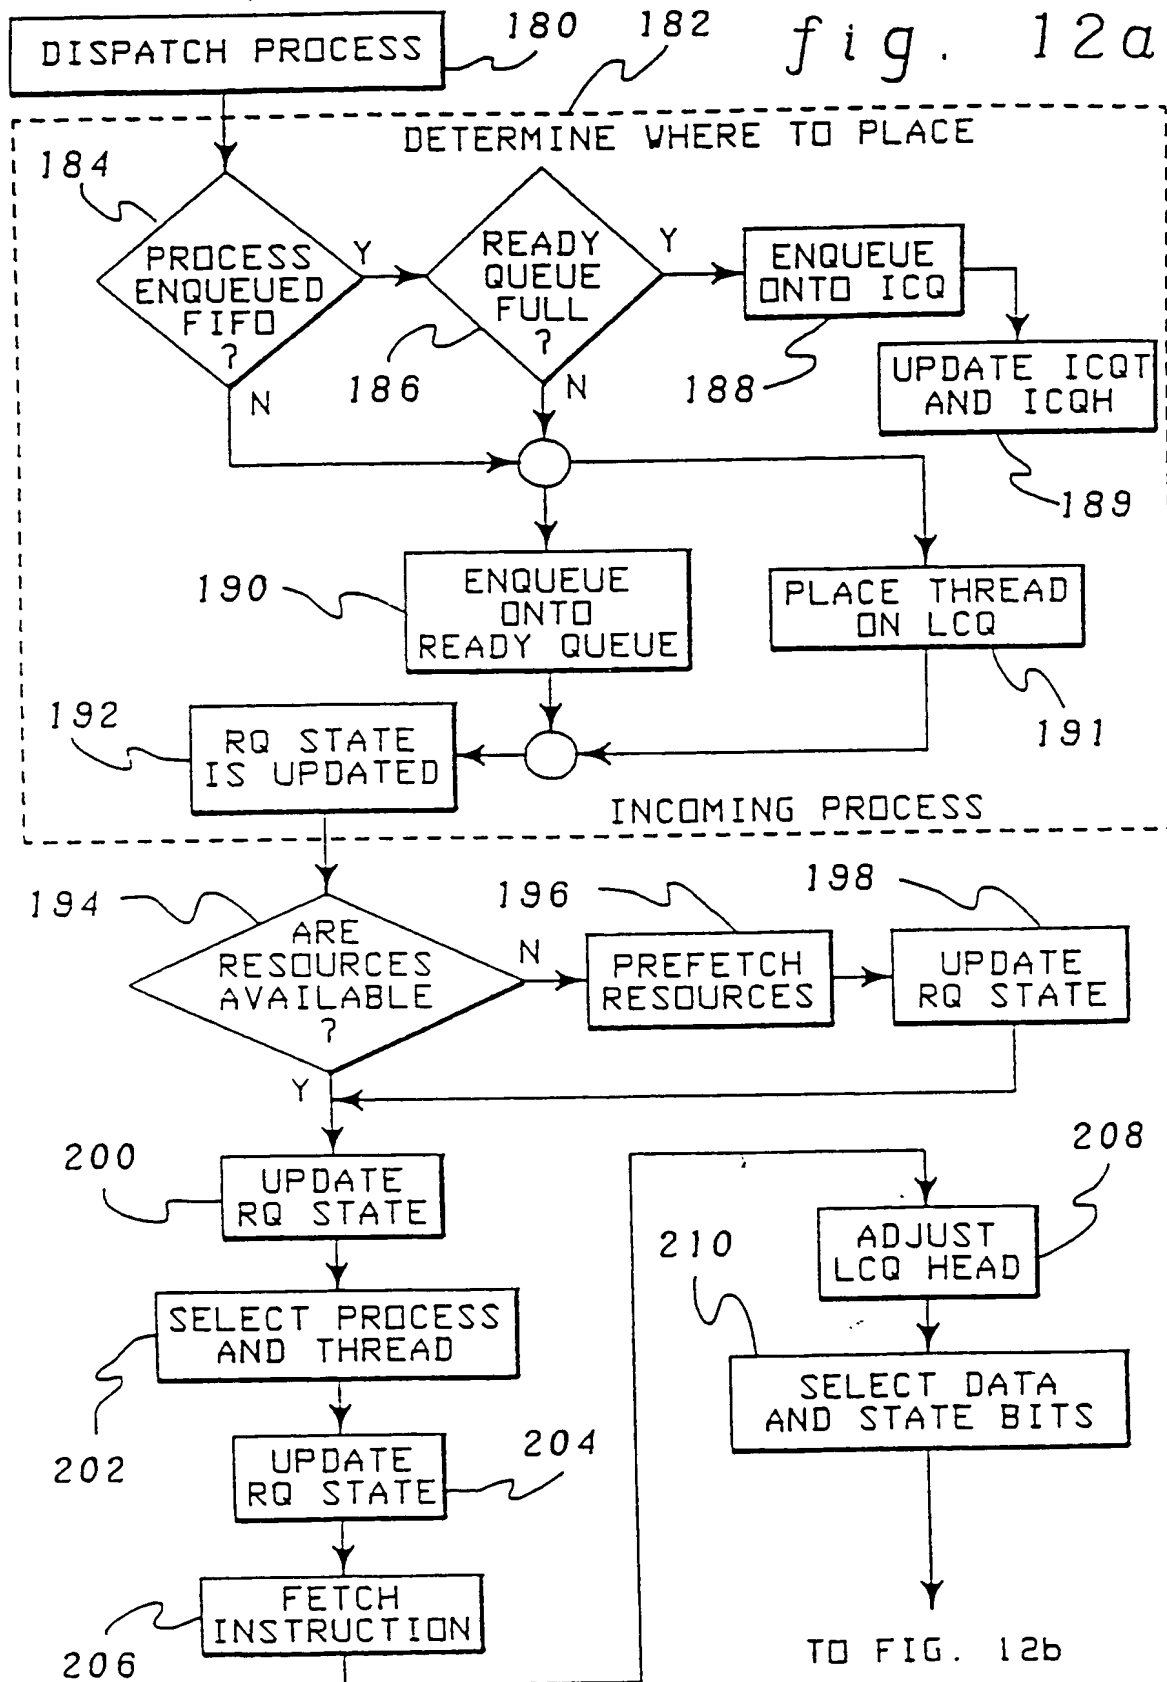 fig. 12a
DISPATCH PROCESS
180
182
DETERMINE WHERE TO PLACE
184
PROCESS
ENQUEUED
FIFO
?
Y
N
READY
QUEUE
FULL
?
Y
N
186
ENQUEUE
ONTO ICQ
188
UPDATE ICQT
AND ICQH
189
190
ENQUEUE
ONTO
READY QUEUE
PLACE THREAD
ON LCQ
191
192
RQ STATE
IS UPDATED
INCOMING PROCESS
194
ARE
RESOURCES
AVAILABLE
?
N
Y
196
PREFETCH
RESOURCES
198
UPDATE
RQ STATE
200
UPDATE
RQ STATE
SELECT PROCESS
AND THREAD
202
UPDATE
RQ STATE
204
FETCH
INSTRUCTION
206
208
ADJUST
LCQ HEAD
210
SELECT DATA
AND STATE BITS
TO FIG. 12b